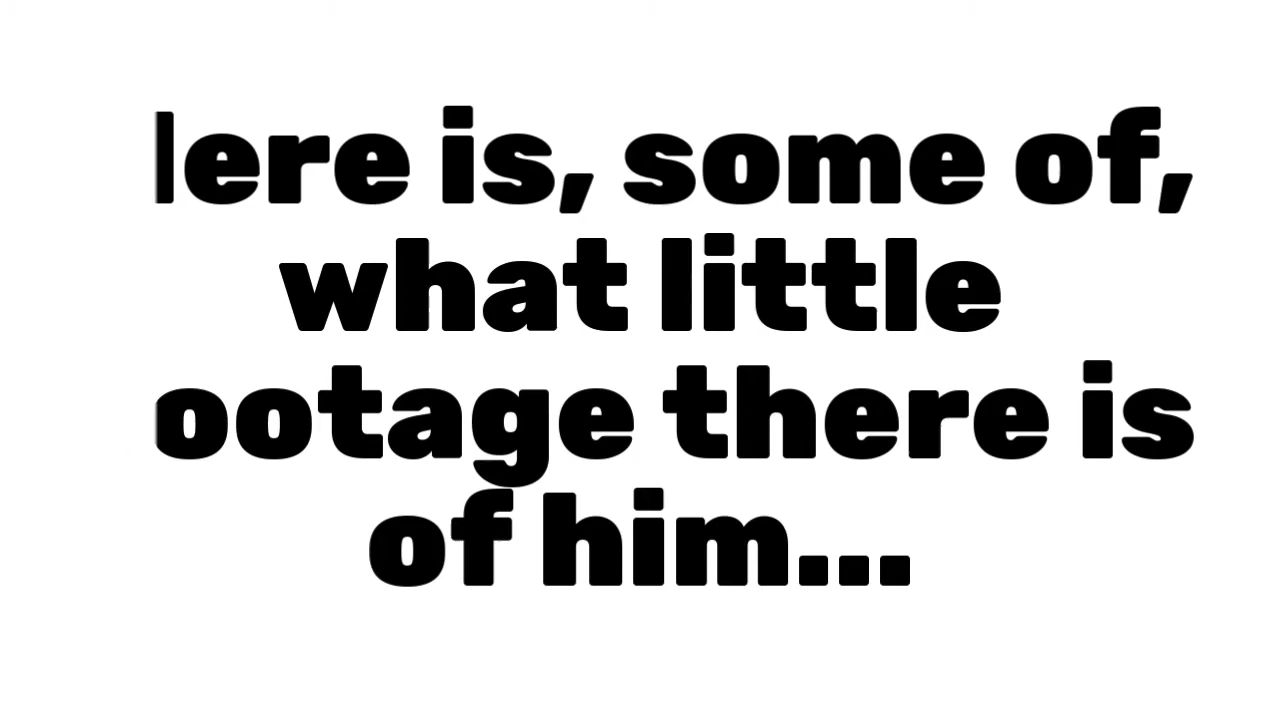 lere is, some of,
what little
ootage there is
of him...